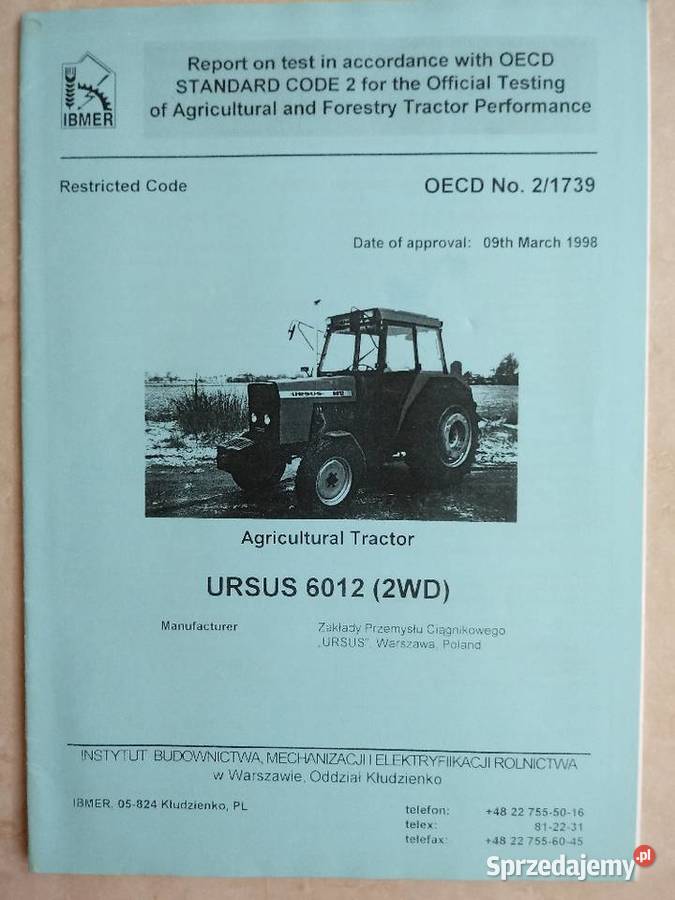 Report on test in accordance with OECD
STANDARD CODE 2 for the Official Testing
of Agricultural and Forestry Tractor Performance
IBMER
Restricted Code
OECD No. 2/1739
Date of approval: 09th March 1998
URSUS 6012
Agricultural Tractor
URSUS 6012 (2WD)
Manufacturer
Zakłady Przemysłu Ciągnikowego
„URSUS", Warszawa, Poland
INSTYTUT BUDOWNICTWA, MECHANIZACJI I ELEKTRYFIIKACJI ROLNICTWA
w Warszawie, Oddział Kłudzienko
IBMER, 05-824 Kłudzienko, PL
telefon: +48 22 755-50-16
telex: 81-22-31
telefax: +48 22 755-60-45
Sprzedajemy.pl